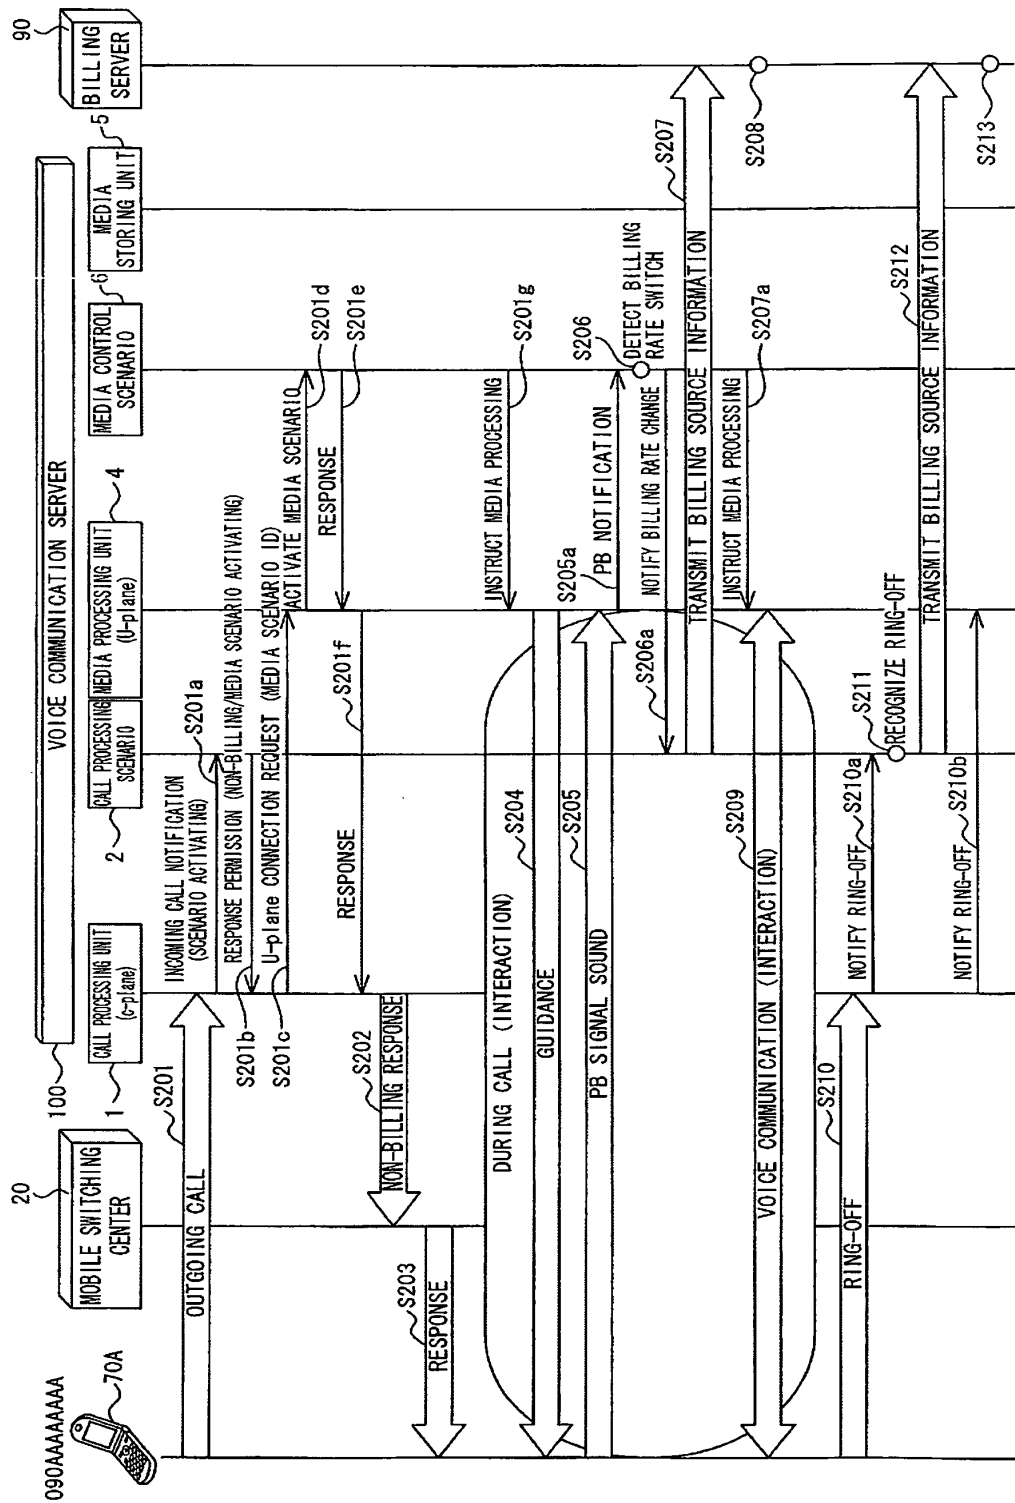 090AAAAAAAA
70A
MOBILE SWITCHING
CENTER
20
VOICE COMMUNICATION SERVER
100
CALL PROCESSING UNIT
(c-plane)
1
CALL PROCESSING
SCENARIO
2
MEDIA PROCESSING UNIT
(U-plane)
4
MEDIA CONTROL
SCENARIO
6
MEDIA
STORING UNIT
5
BILLING
SERVER
90
OUTGOING CALL
S201
INCOMING CALL NOTIFICATION
(SCENARIO ACTIVATING)
S201a
RESPONSE PERMISSION (NON-BILLING/MEDIA SCENARIO ACTIVATING)
S201b
U-plane CONNECTION REQUEST (MEDIA SCENARIO ID)
S201c
ACTIVATE MEDIA SCENARIO
S201d
RESPONSE
S201e
RESPONSE
S201f
NON-BILLING RESPONSE
S202
RESPONSE
S203
INSTRUCT MEDIA PROCESSING
S201g
DURING CALL (INTERACTION)
GUIDANCE
S204
PB SIGNAL SOUND
S205
PB NOTIFICATION
S205a
S206
DETECT BILLING
RATE SWITCH
NOTIFY BILLING RATE CHANGE
S206a
TRANSMIT BILLING SOURCE INFORMATION
S207
INSTRUCT MEDIA PROCESSING
S207a
S208
VOICE COMMUNICATION (INTERACTION)
S209
RING-OFF
S210
NOTIFY RING-OFF
S210a
S211
RECOGNIZE RING-OFF
TRANSMIT BILLING SOURCE INFORMATION
S212
NOTIFY RING-OFF
S210b
S213